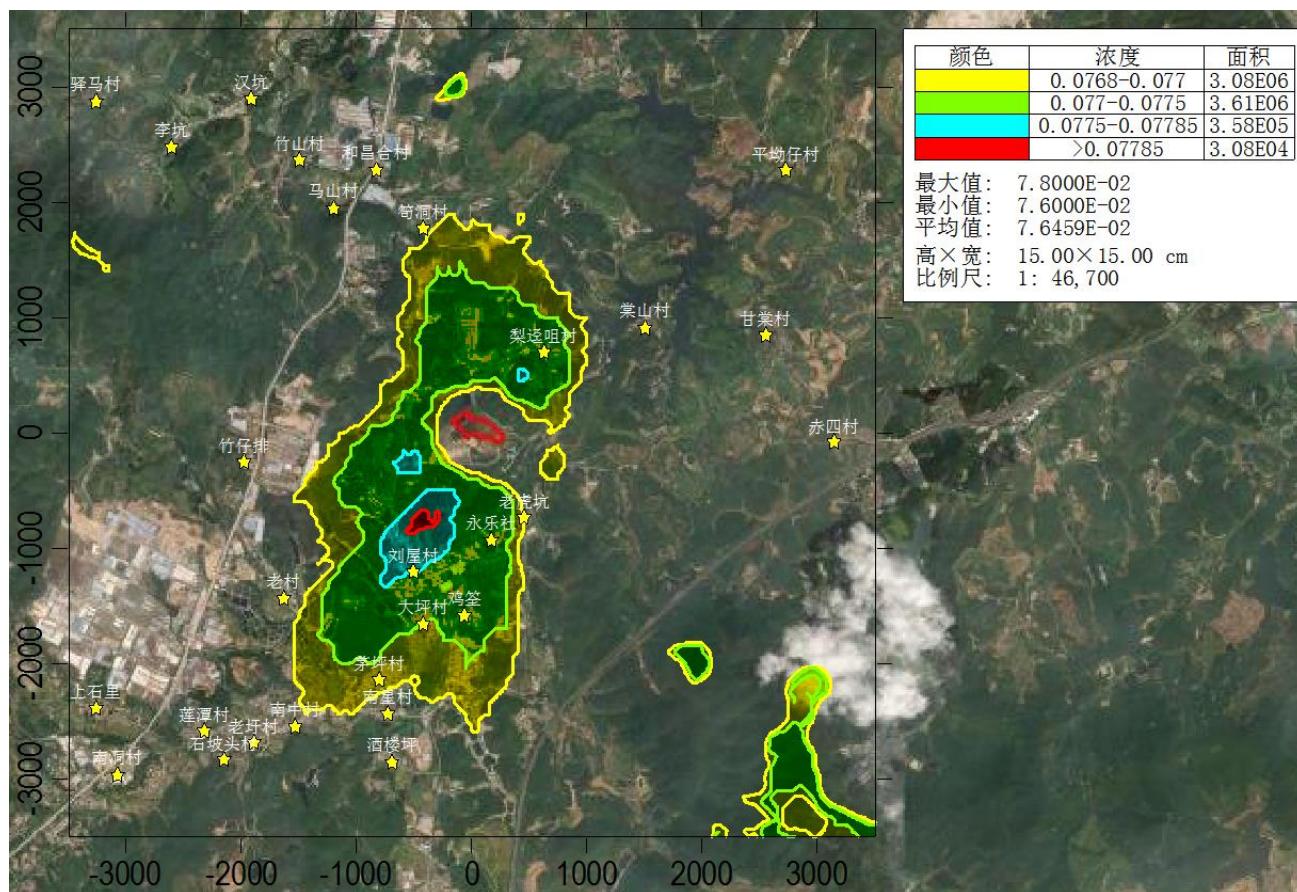 颜色 浓度 面积
0.0768-0.077 3.08E06
0.077-0.0775 3.61E06
0.0775-0.07785 3.58E05
>0.07785 3.08E04
最大值: 7.8000E-02
最小值: 7.6000E-02
平均值: 7.6459E-02
高×宽: 15.00×15.00 cm
比例尺: 1: 46,700
3000
2000
1000
0
-1000
-2000
-3000
驿马村
汉坑
李坑
竹山村
和昌合村
平坳仔村
马山村
筍洞村
棠山村
甘棠村
梨迳咀村
赤四村
竹仔排
老虎坑
永乐社
刘屋村
老村
大坪村
鸡筌
茅坪村
上石里
南星村
莲潭村
南中村
老圩村
石坡头村
酒楼坪
南洞村
-3000 -2000 -1000 0 1000 2000 3000